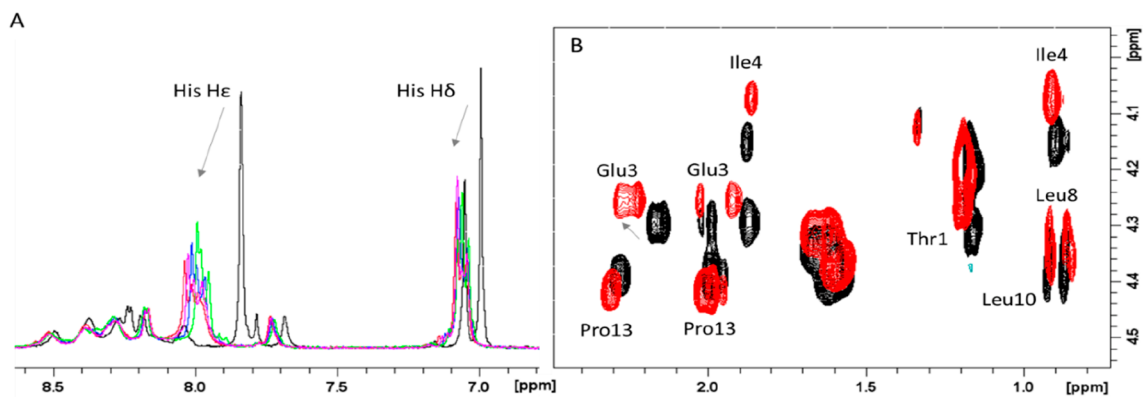 A
His Hε
His Hδ
8.5 8.0 7.5 7.0 [ppm]
B
Ile4
Ile4
Glu3
Glu3
Thr1
Leu8
Leu10
Pro13
Pro13
2.0 1.5 1.0 [ppm]
[ppm]
4.1
4.2
4.3
4.4
4.5